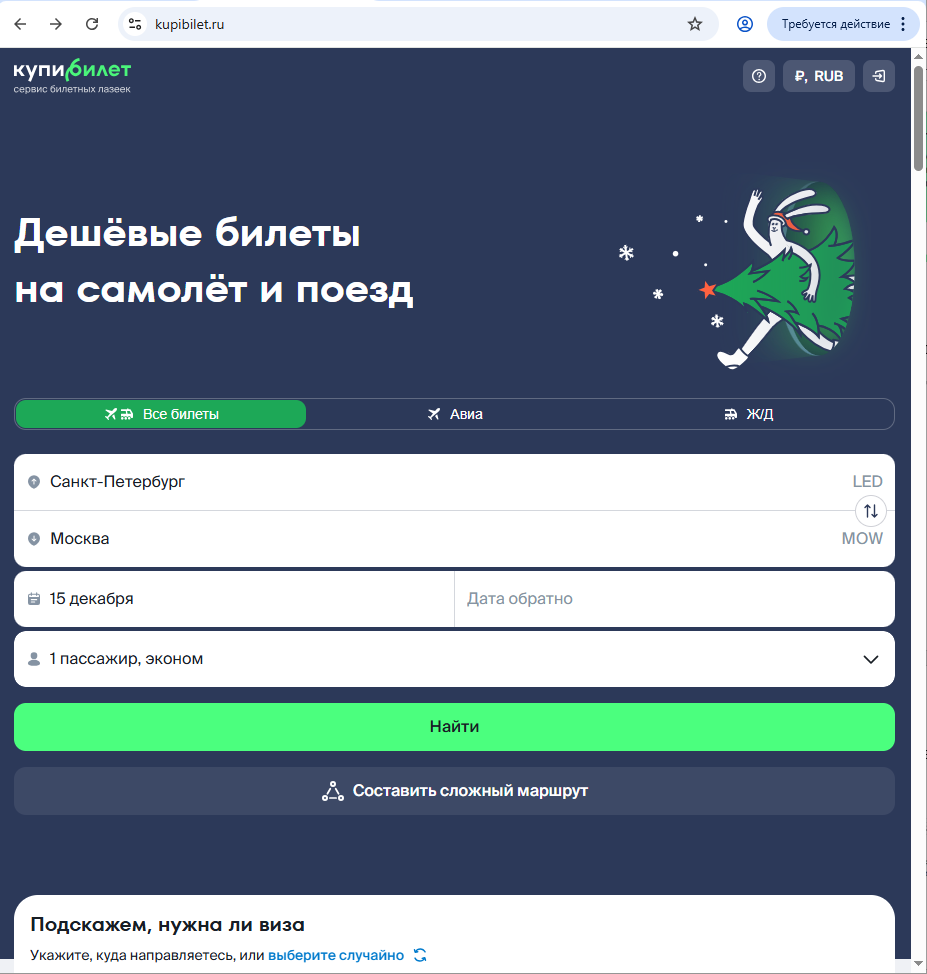 kupibilet.ru
Требуется действие
купибилет
сервис билетных лазеек
₽, RUB
Дешёвые билеты
на самолёт и поезд
Все билеты
Авиа
Ж/Д
Санкт-Петербург
LED
Москва
MOW
15 декабря
Дата обратно
1 пассажир, эконом
Найти
Составить сложный маршрут
Подскажем, нужна ли виза
Укажите, куда направляетесь, или выберите случайно